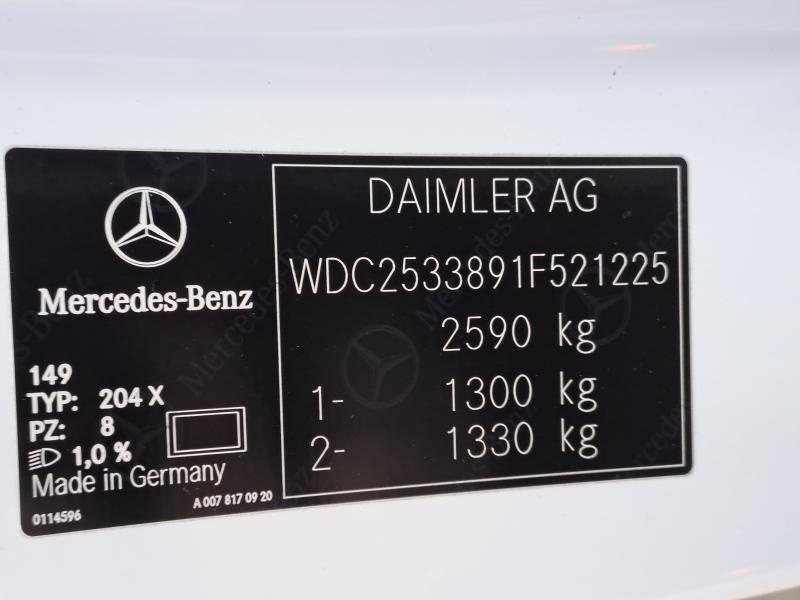 Mercedes-Benz
149
TYP: 204 X
PZ: 8
1,0 %
Made in Germany
0114596
A 007 817 09 20
DAIMLER AG
WDC2533891F521225
2590 kg
1- 1300 kg
2- 1330 kg